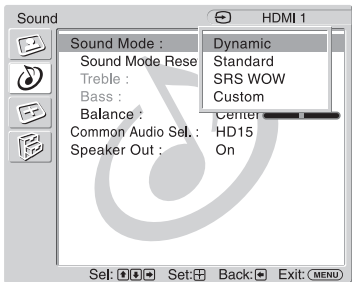 Sound
HDMI 1
Sound Mode :
Dynamic
Sound Mode Rese
Standard
Treble :
SRS WOW
Bass :
Custom
Balance :
Center
Common Audio Sel. :
HD15
Speaker Out :
On
Sel: Set: Back: Exit: MENU